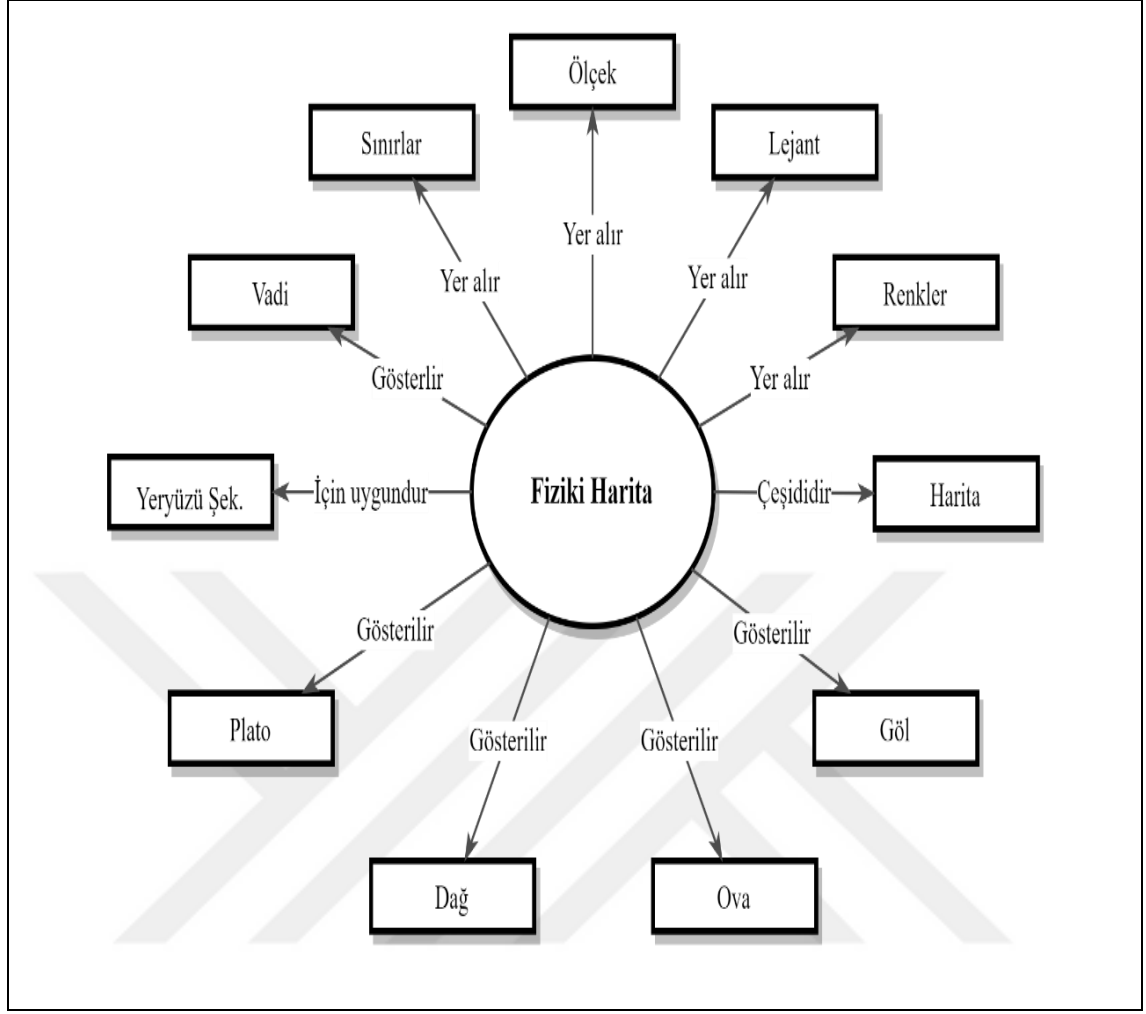 Ölçek
Sınırlar
Lejant
Yer alır
Yer alır
Yer alır
Vadi
Renkler
Gösterlir
Yer alır
Yeryüzü Şek.
İçin uygundur
Fiziki Harita
Çeşididir
Harita
Gösterilir
Gösterilir
Plato
Gösterilir
Gösterilir
Göl
Dağ
Ova